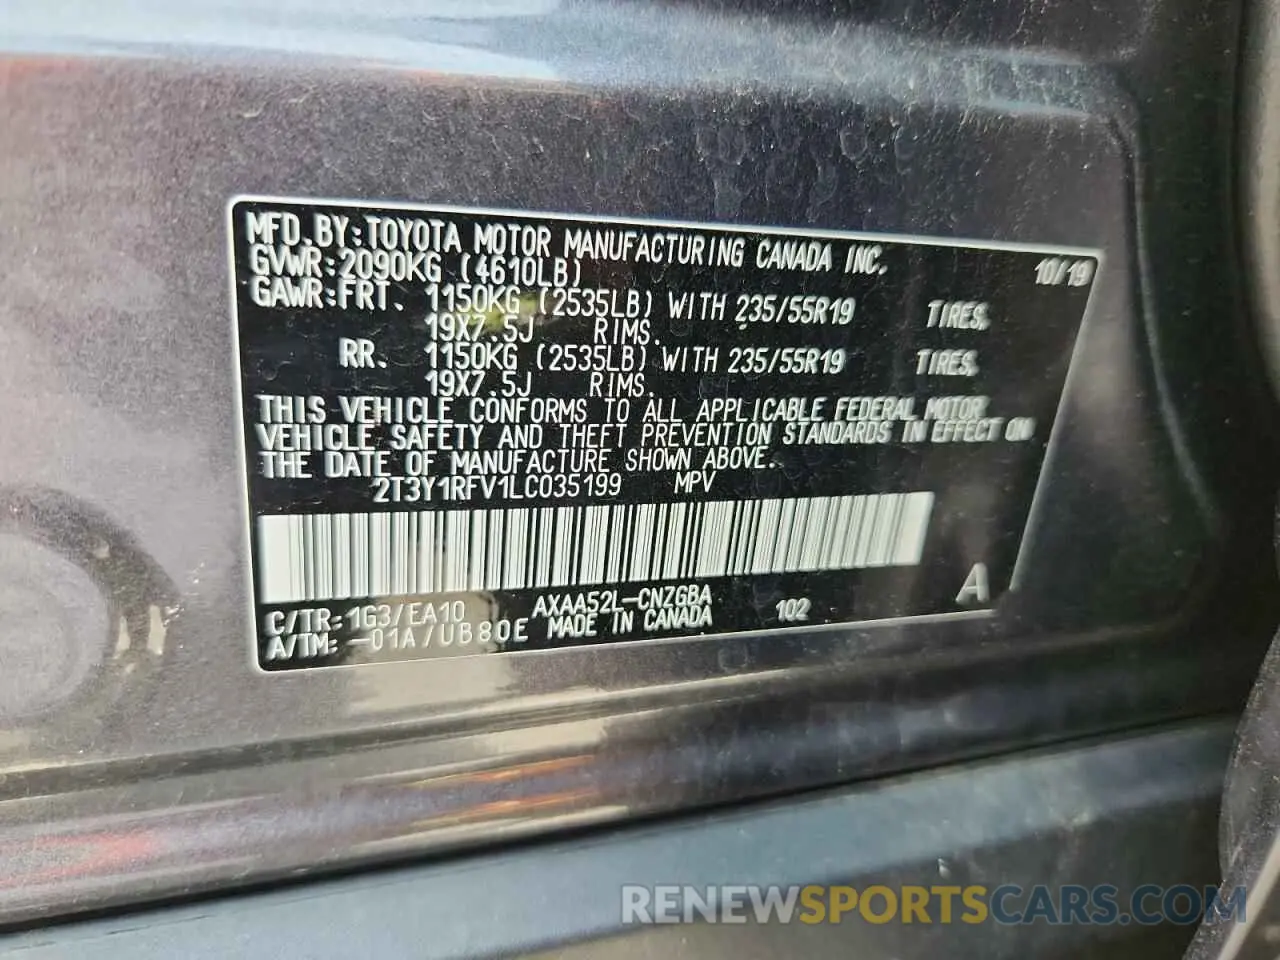 MFD.BY:TOYOTA MOTOR MANUFACTURING CANADA INC.
GVWR:2090KG (4610LB) 10/19
GAWR:FRT. 1150KG (2535LB) WITH 235/55R19 TIRES,
19X7.5J RIMS.
RR. 1150KG (2535LB) WITH 235/55R19 TIRES,
19X7.5J RIMS.
THIS VEHICLE CONFORMS TO ALL APPLICABLE FEDERAL MOTOR
VEHICLE SAFETY AND THEFT PREVENTION STANDARDS IN EFFECT ON
THE DATE OF MANUFACTURE SHOWN ABOVE.
2T3Y1RFV1LC035199 MPV
C/TR:1G3/EA10 AXAA52L-CNZGBA 102 A
A/TM:-01A/UB80E MADE IN CANADA
RENEWSPORTSCARS.COM